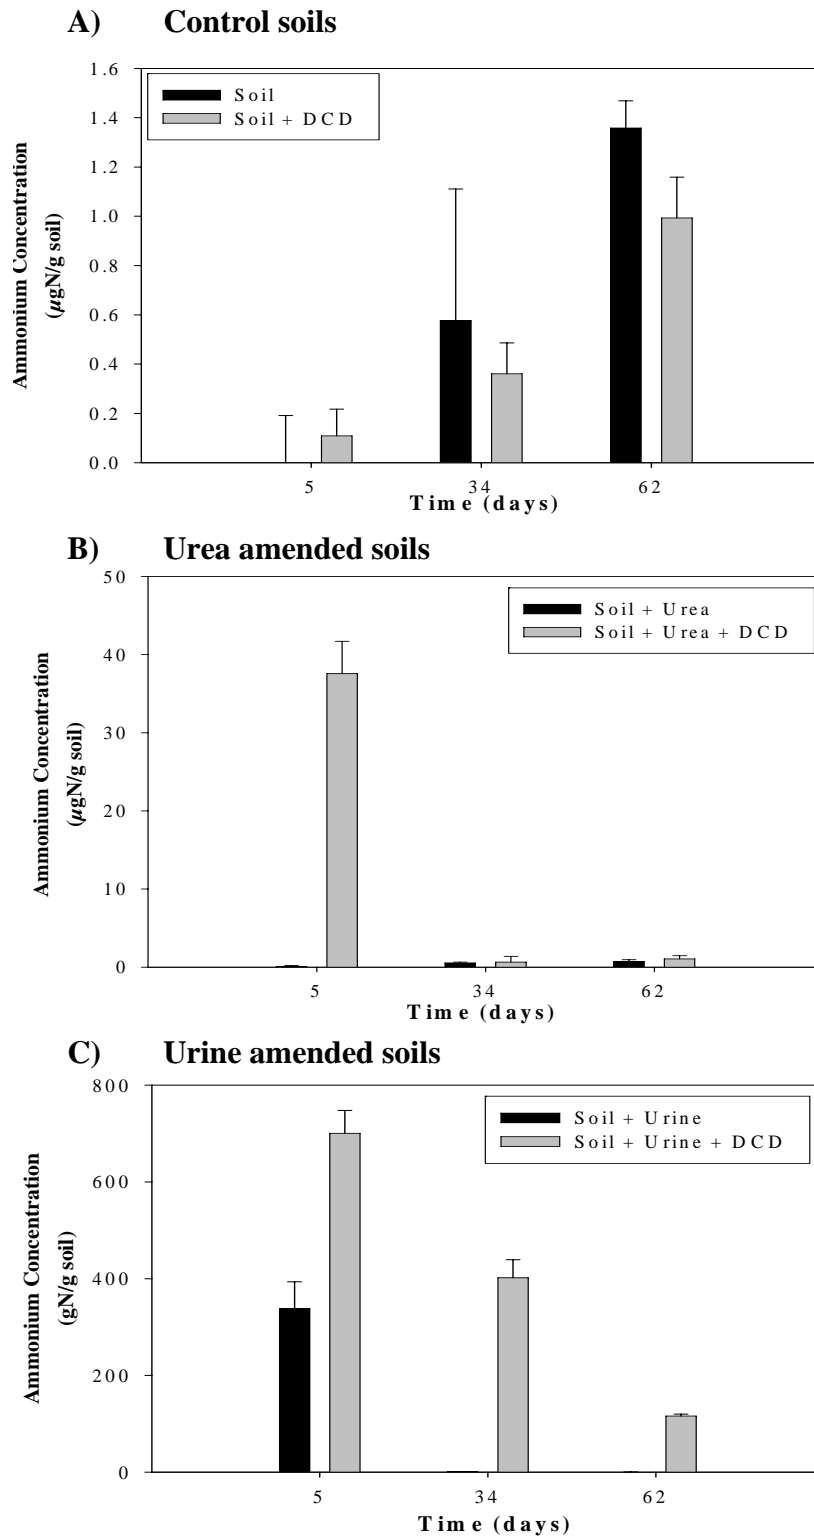 A) Control soils
1.6
1.4
1.2
1.0
0.8
0.6
0.4
0.2
0.0
Ammonium Concentration
(µgN/g soil)
Soil
Soil + DCD
5 34 62
Time (days)
B) Urea amended soils
50
40
30
20
10
0
Ammonium Concentration
(µgN/g soil)
Soil + Urea
Soil + Urea + DCD
5 34 62
Time (days)
C) Urine amended soils
800
600
400
200
0
Ammonium Concentration
(gN/g soil)
Soil + Urine
Soil + Urine + DCD
5 34 62
Time (days)